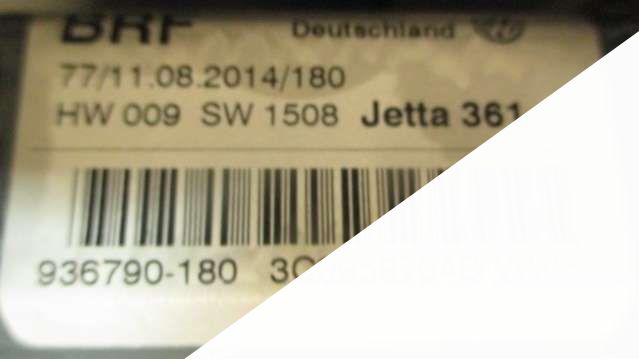 BRF Deutschland
77/11.08.2014/180
HW 009 SW 1508 Jetta 361
936790-180